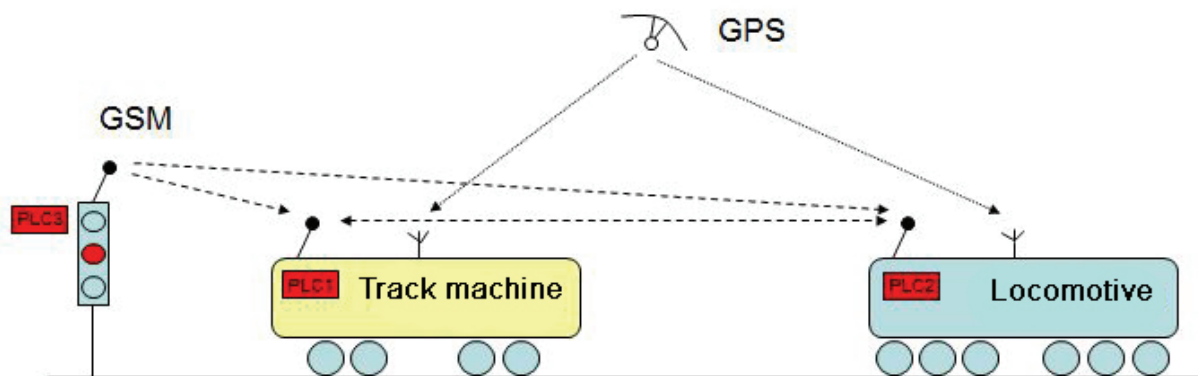 GPS
GSM
PLC3
PLC1
Track machine
PLC2
Locomotive